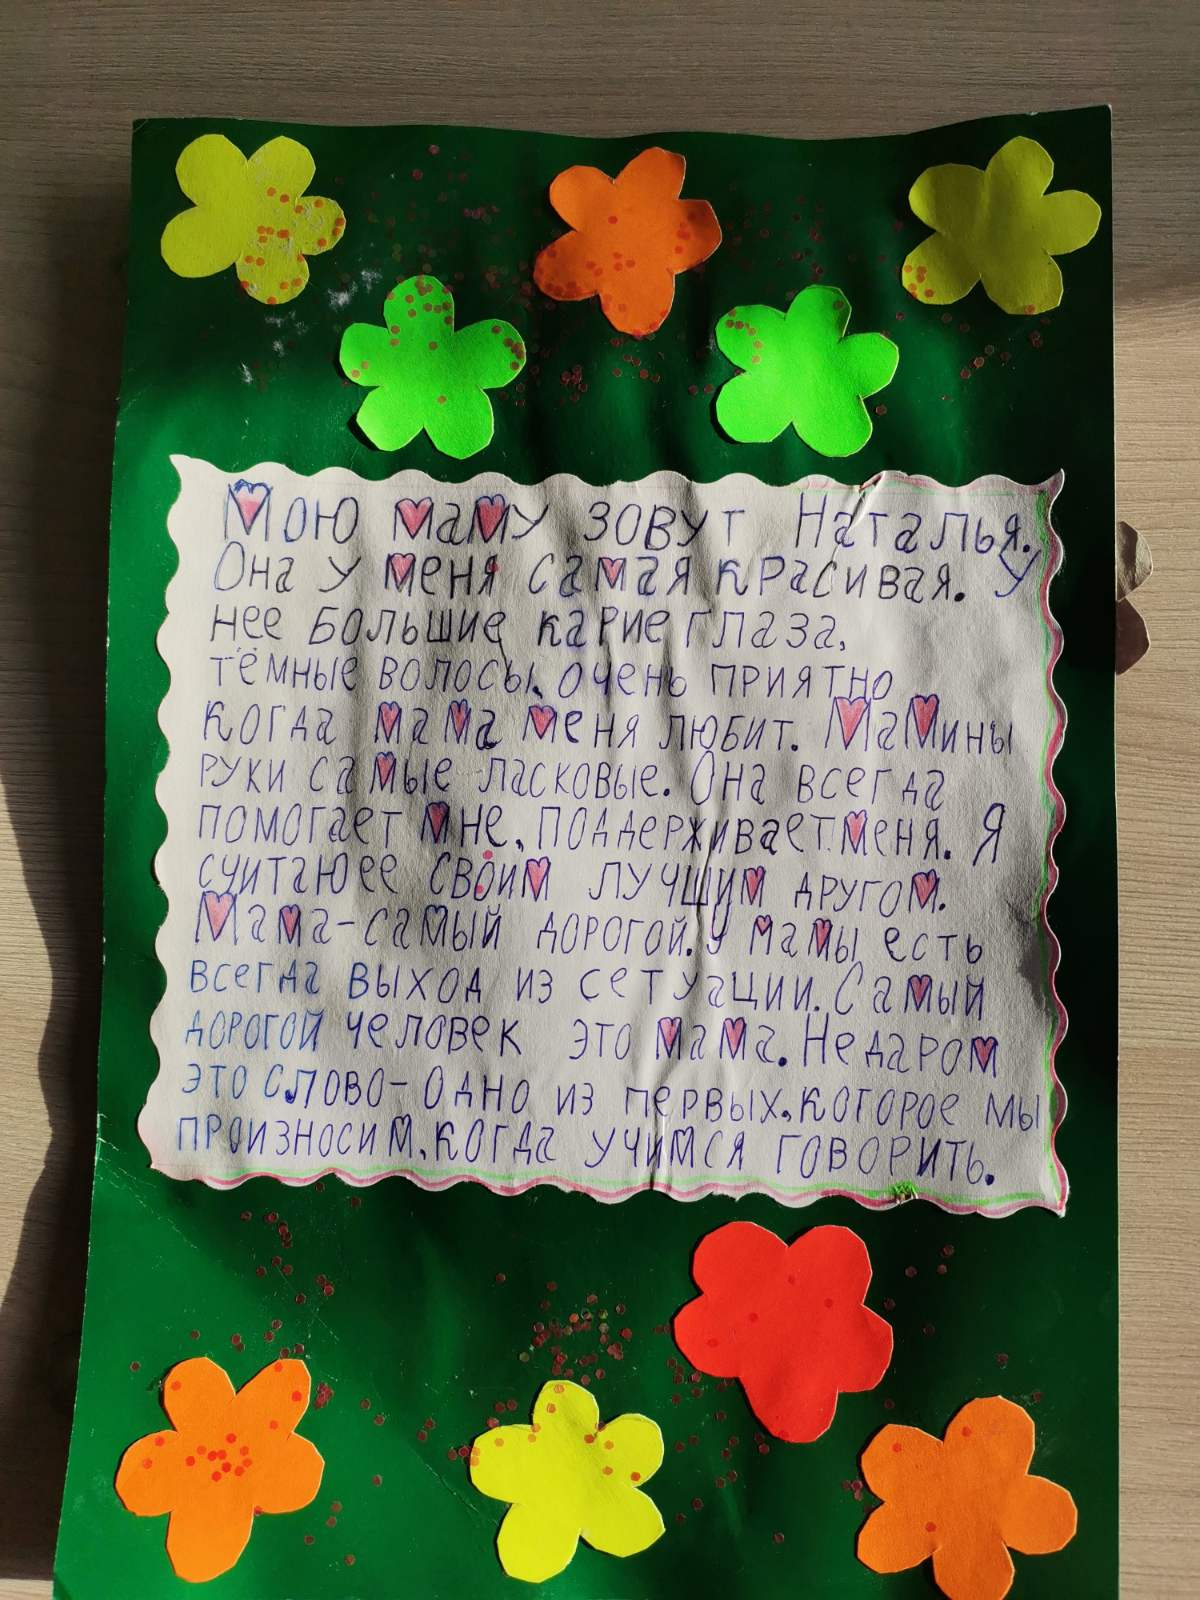 Мою маму зовут Наталья.
Она у меня самая красивая. У
нее большие карие глаза,
тёмные волосы. очень приятно
когда мама меня любит. Мамины
руки самые ласковые. Она всегда
помогает мне, поддерживает меня. Я
считаю ее своим лучшим другом.
Мама-самый дорогой. У мамы есть
всегда выход из сетуации. Самый
дорогой человек это мама. Недаром
это слово-одно из первых, которое мы
произносим, когда учимся говорить.